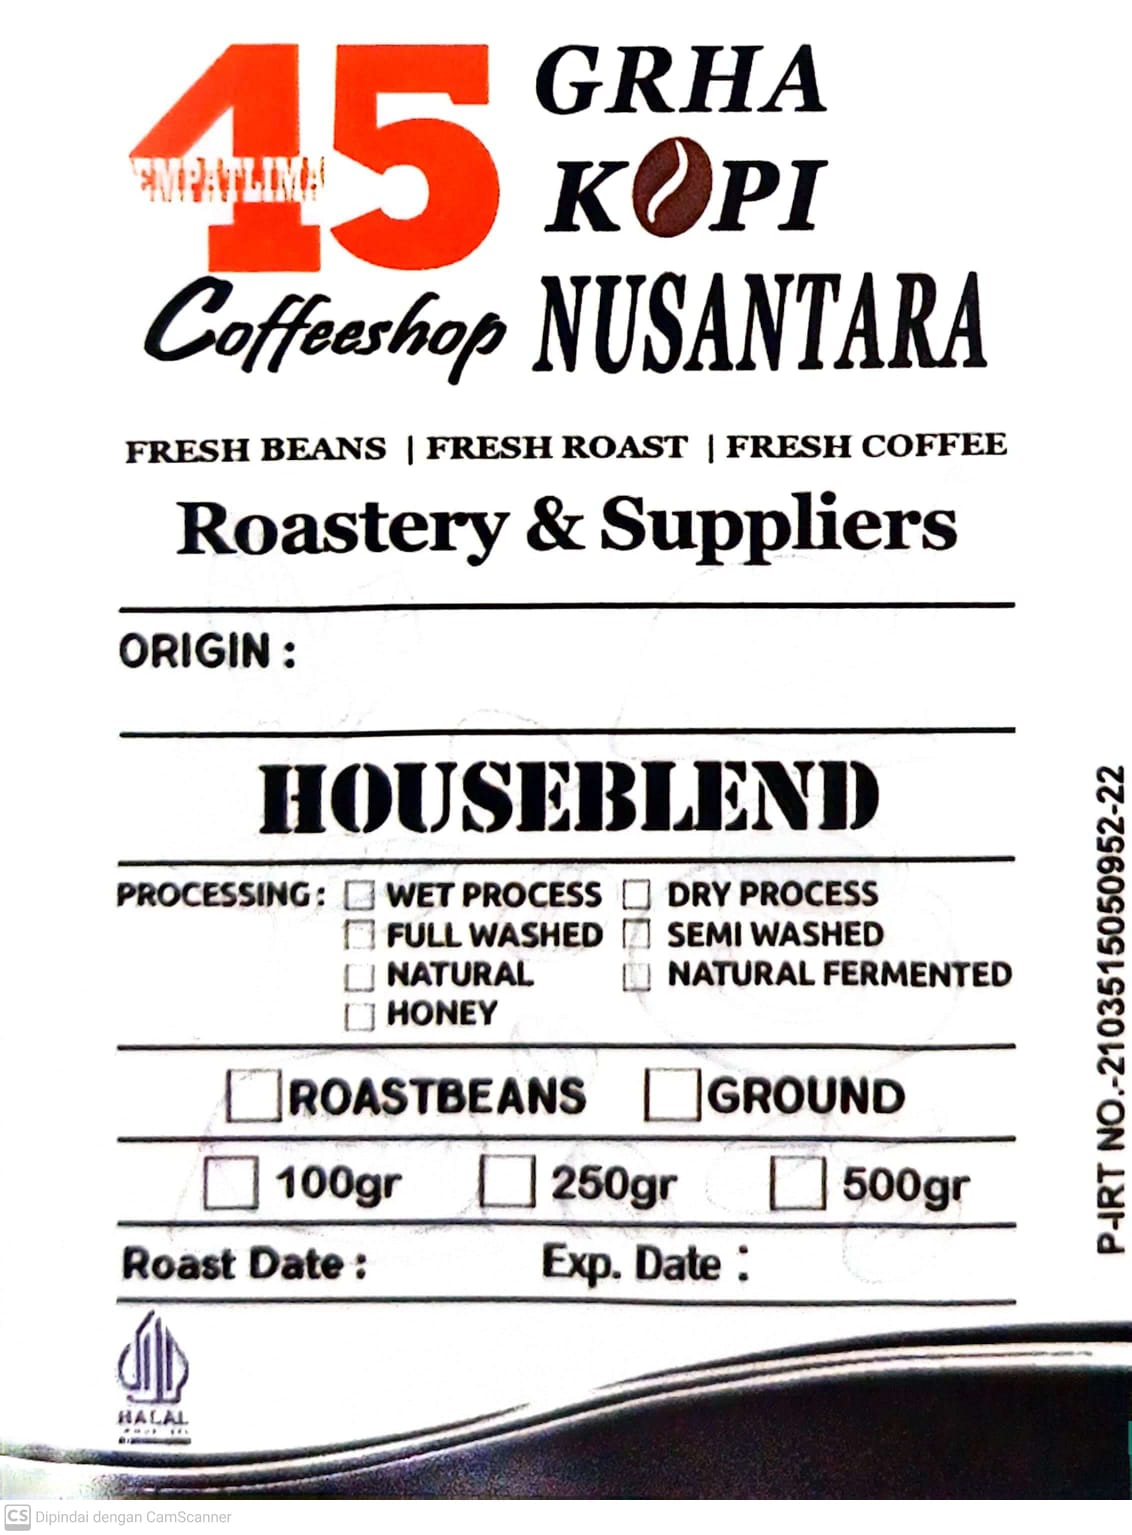 45
EMPATLIMA
Coffeeshop
GRHA
KOPI
NUSANTARA
FRESH BEANS | FRESH ROAST | FRESH COFFEE
Roastery & Suppliers
ORIGIN :
HOUSEBLEND
PROCESSING : WET PROCESS DRY PROCESS
FULL WASHED SEMI WASHED
NATURAL NATURAL FERMENTED
HONEY
ROASTBEANS GROUND
100gr 250gr 500gr
Roast Date : Exp. Date :
P-IRT NO.-2103515050952-22
HALAL
CS Dipindai dengan CamScanner